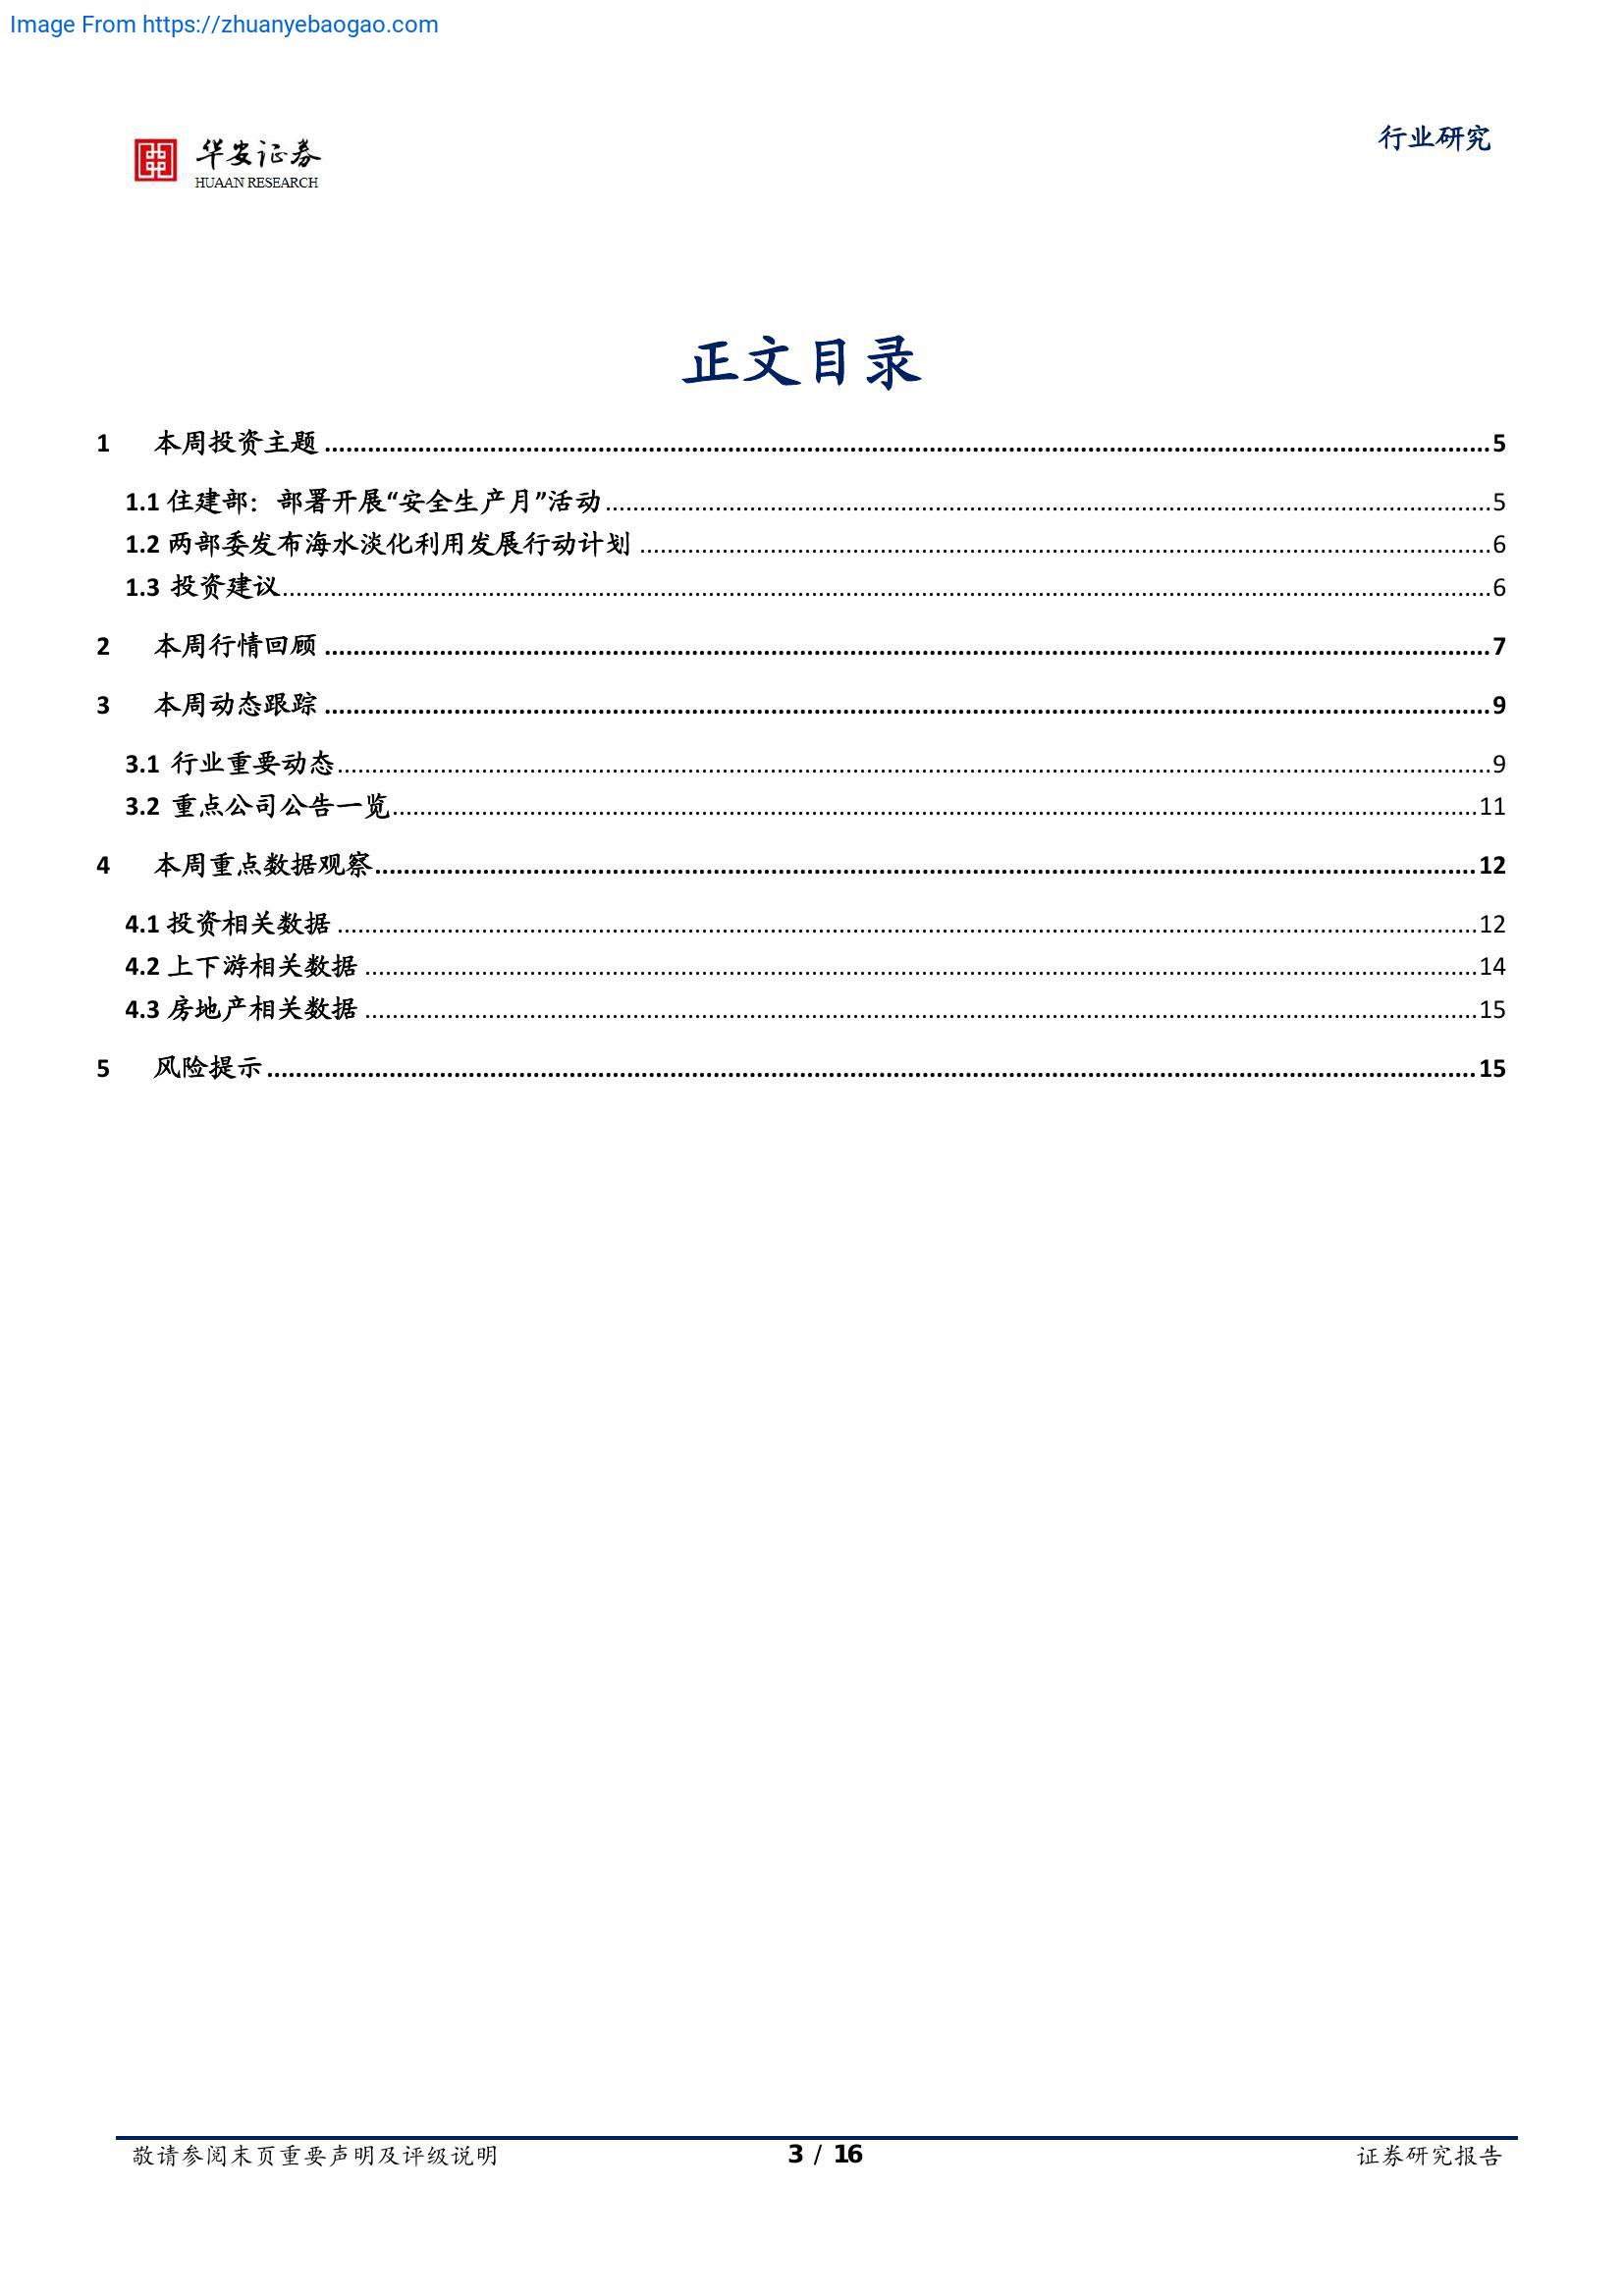 Image From https://zhuanyebaogao.com
华安证券
HUAAN RESEARCH
行业研究
正文目录
1 本周投资主题 5
1.1 住建部：部署开展“安全生产月”活动 5
1.2 两部委发布海水淡化利用发展行动计划 6
1.3 投资建议 6
2 本周行情回顾 7
3 本周动态跟踪 9
3.1 行业重要动态 9
3.2 重点公司公告一览 11
4 本周重点数据观察 12
4.1 投资相关数据 12
4.2 上下游相关数据 14
4.3 房地产相关数据 15
5 风险提示 15
敬请参阅末页重要声明及评级说明
3 / 16
证券研究报告